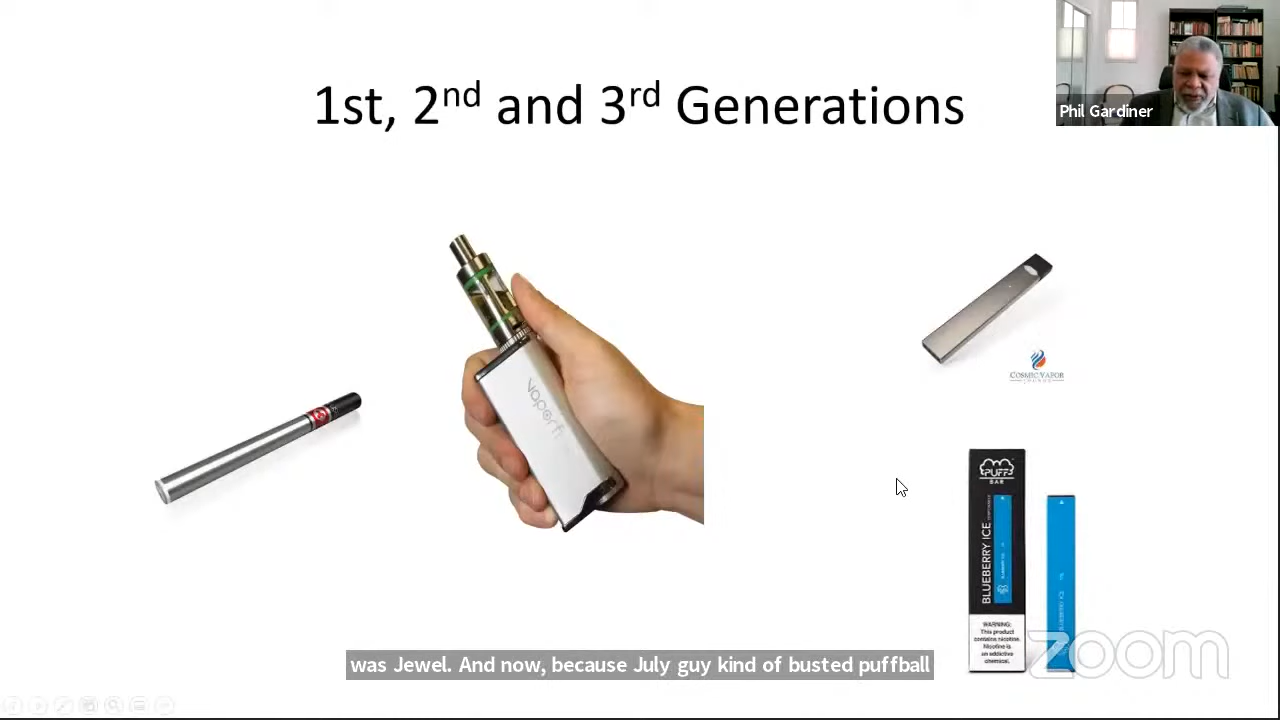 1st, 2nd and 3rd Generations
Phil Gardiner
vaporfi
COSMIC VAPOR
PUFF
BAR
BLUEBERRY ICE
WARNING:
This product
contains nicotine.
Nicotine is
an addictive
chemical.
zoom
was Jewel. And now, because July guy kind of busted puffball